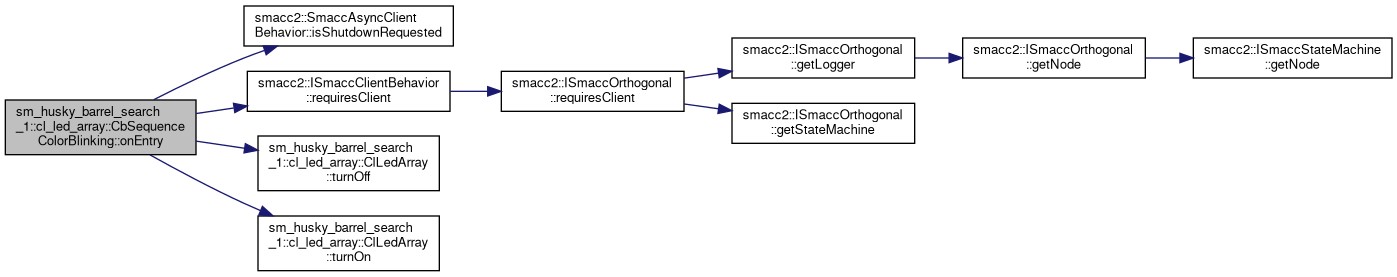 smacc2::SmaccAsyncClient
Behavior::isShutdownRequested
smacc2::ISmaccClientBehavior
::requiresClient
smacc2::ISmaccOrthogonal
::requiresClient
smacc2::ISmaccOrthogonal
::getLogger
smacc2::ISmaccOrthogonal
::getNode
smacc2::ISmaccStateMachine
::getNode
smacc2::ISmaccOrthogonal
::getStateMachine
sm_husky_barrel_search
_1::cl_led_array::CbSequence
ColorBlinking::onEntry
sm_husky_barrel_search
_1::cl_led_array::ClLedArray
::turnOff
sm_husky_barrel_search
_1::cl_led_array::ClLedArray
::turnOn